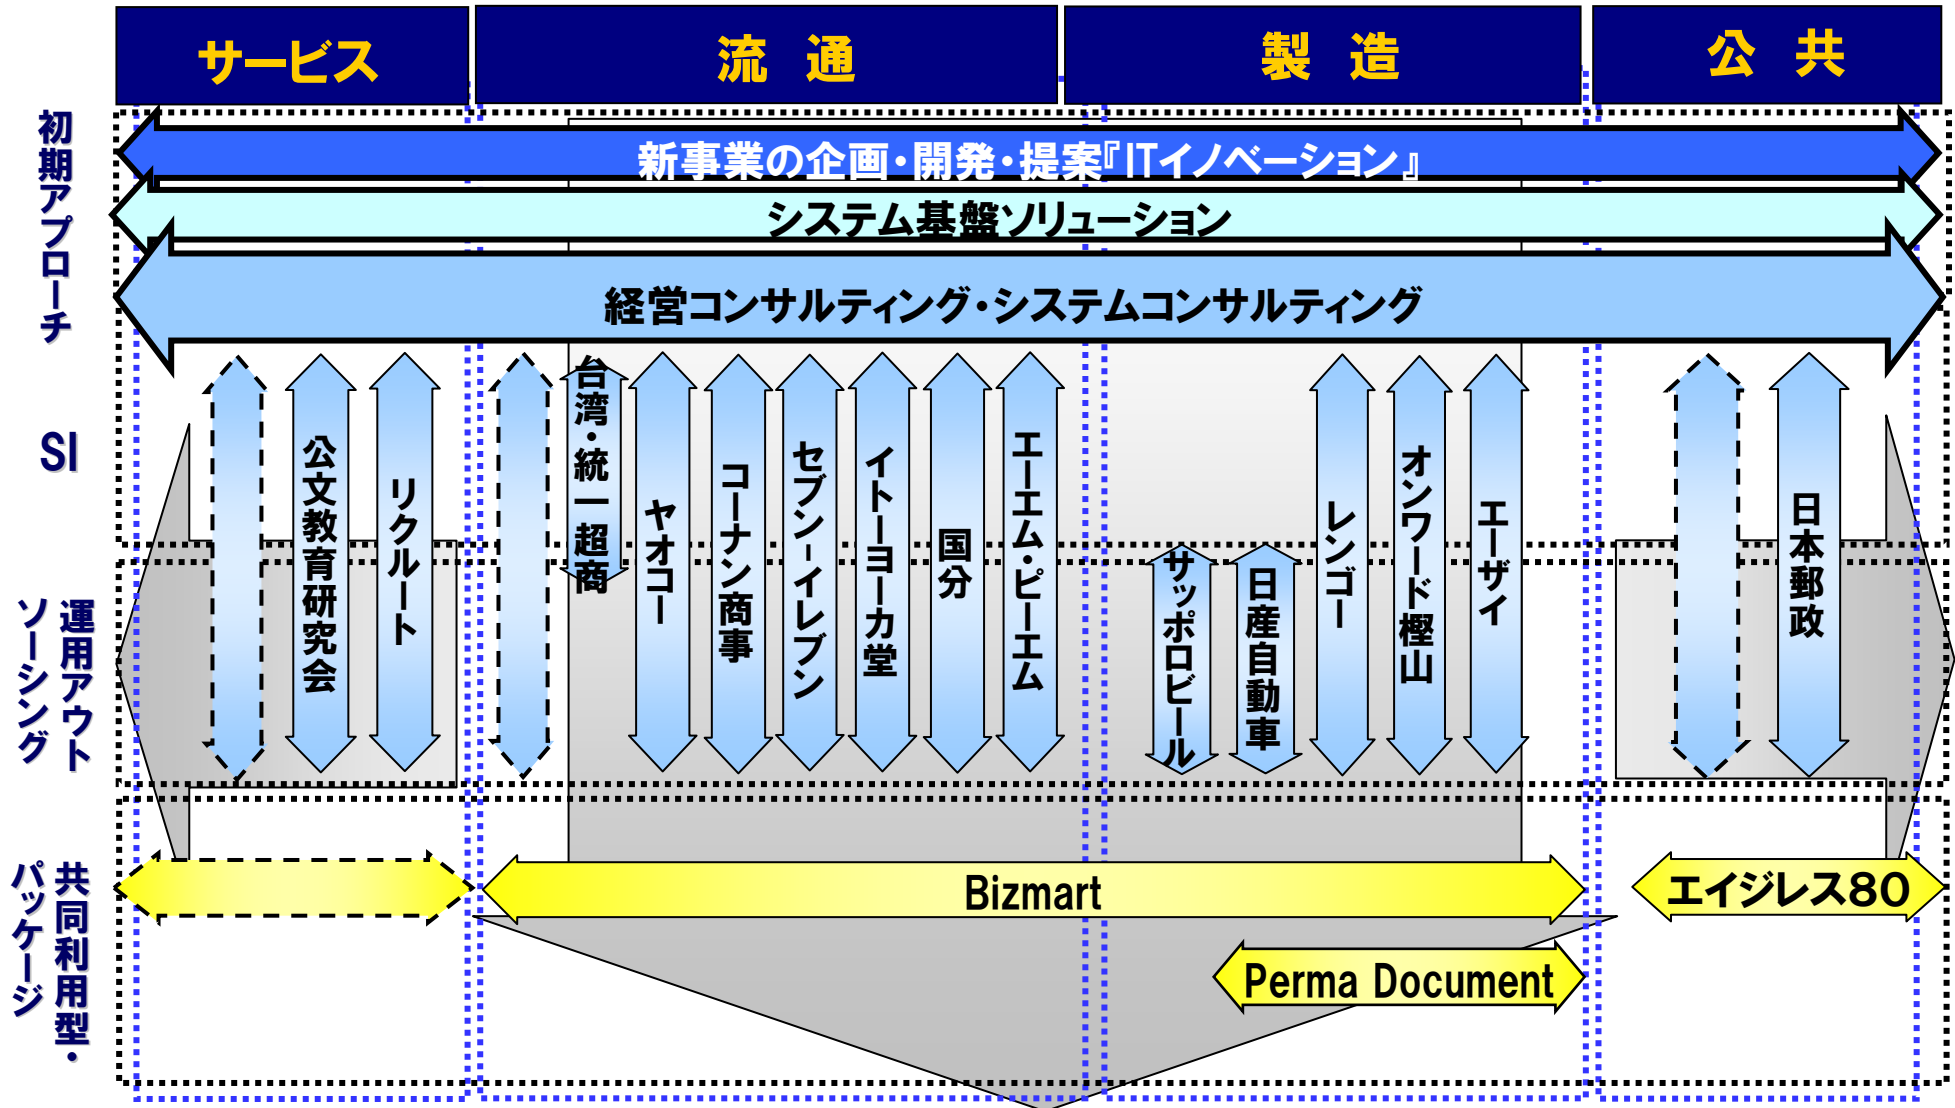 サービス
流 通
製 造
公 共
初期アプローチ
新事業の企画・開発・提案『ITイノベーション』
システム基盤ソリューション
経営コンサルティング・システムコンサルティング
SI
運用アウト
ソーシング
公文教育研究会
リクルート
台湾・統一超商
ヤオコー
コーナン商事
セブン-イレブン
イトーヨーカ堂
国分
エーエム・ピーエム
サッポロビール
日産自動車
レンゴー
オンワード樫山
エーザイ
日本郵政
共同利用型・
パッケージ
Bizmart
エイジレス80
Perma Document